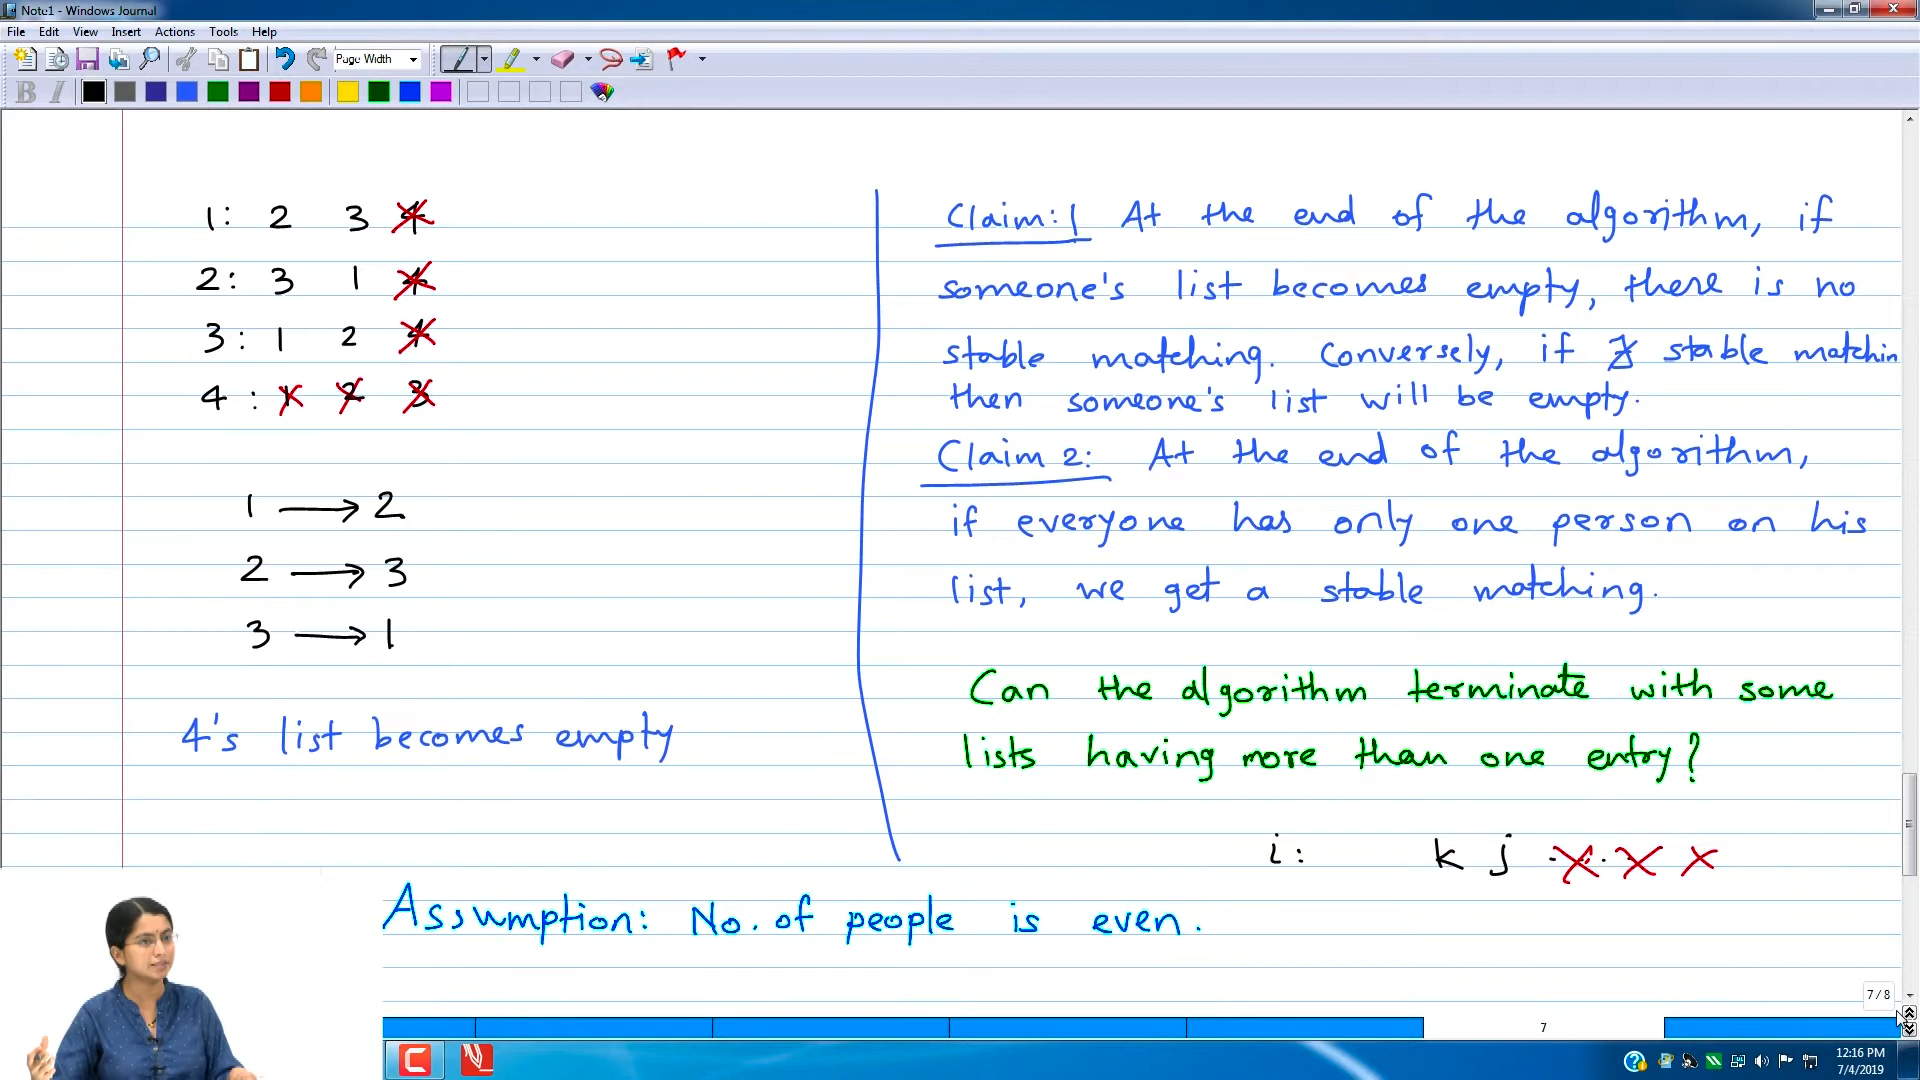 Note1 - Windows Journal
File Edit View Insert Actions Tools Help
Page Width
B I
1: 2 3 4
2: 3 1 4
3: 1 2 4
4: 1 2 3
1 → 2
2 → 3
3 → 1
4's list becomes empty
Claim:1 At the end of the algorithm, if
someone's list becomes empty, there is no
stable matching. Conversely, if ∄ stable matchin
then someone's list will be empty.
Claim 2: At the end of the algorithm,
if everyone has only one person on his
list, we get a stable matching.
Can the algorithm terminate with some
lists having more than one entry?
i: k j
Assumption: No. of people is even.
7 / 8
7
12:16 PM
7/4/2019